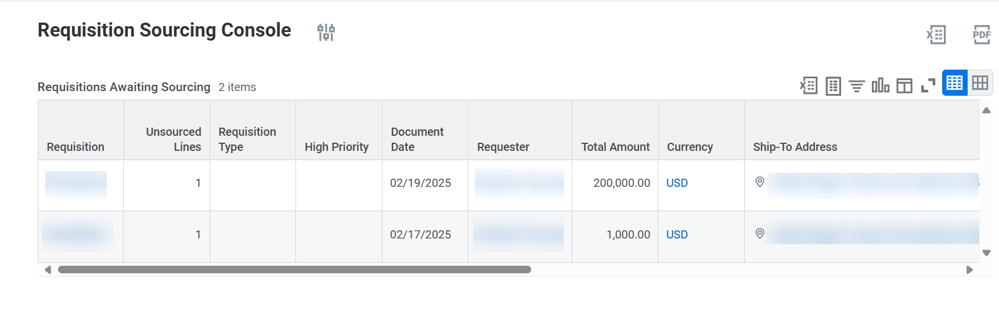 Requisition Sourcing Console
X
PDF
Requisitions Awaiting Sourcing 2 items
X
Requisition Unsourced Lines Requisition Type High Priority Document Date Requester Total Amount Currency Ship-To Address
1 02/19/2025 200,000.00 USD
1 02/17/2025 1,000.00 USD